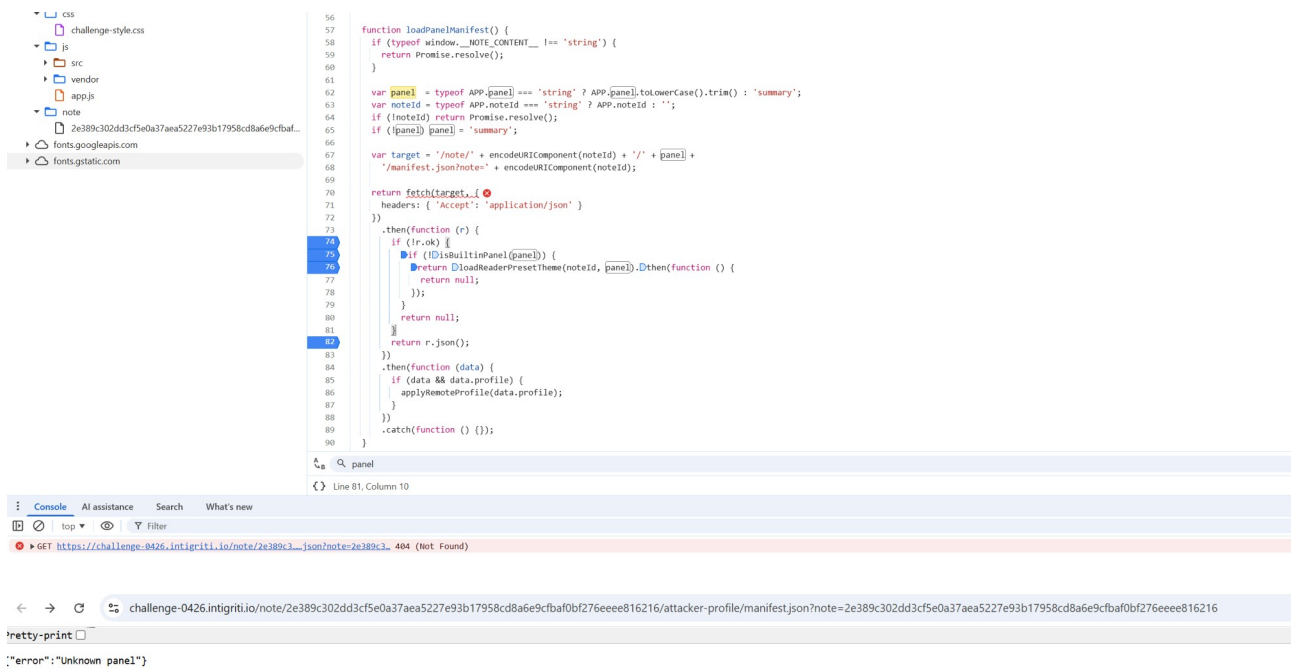 css
challenge-style.css
js
src
vendor
app.js
note
2e389c302dd3cf5e0a37aea5227e93b17958cd8a6e9cfbaf...
fonts.googleapis.com
fonts.gstatic.com
56
57 function loadPanelManifest() {
58 if (typeof window.__NOTE_CONTENT__ !== 'string') {
59 return Promise.resolve();
60 }
61
62 var panel = typeof APP.panel === 'string' ? APP.panel.toLowerCase().trim() : 'summary';
63 var noteId = typeof APP.noteId === 'string' ? APP.noteId : '';
64 if (!noteId) return Promise.resolve();
65 if (!panel) panel = 'summary';
66
67 var target = '/note/' + encodeURIComponent(noteId) + '/' + panel +
68 '/manifest.json?note=' + encodeURIComponent(noteId);
69
70 return fetch(target, {
71 headers: { 'Accept': 'application/json' }
72 })
73 .then(function (r) {
74 if (!r.ok) {
75 if (!isBuiltinPanel(panel)) {
76 return loadReaderPresetTheme(noteId, panel).then(function () {
77 return null;
78 });
79 }
80 return null;
81 }
82 return r.json();
83 })
84 .then(function (data) {
85 if (data && data.profile) {
86 applyRemoteProfile(data.profile);
87 }
88 })
89 .catch(function () {});
90 }
panel
{} Line 81, Column 10
Console AI assistance Search What's new
top Filter
GET https://challenge-0426.intigriti.io/note/2e389c3...…json?note=2e389c3… 404 (Not Found)
challenge-0426.intigriti.io/note/2e389c302dd3cf5e0a37aea5227e93b17958cd8a6e9cfbaf0bf276eeee816216/attacker-profile/manifest.json?note=2e389c302dd3cf5e0a37aea5227e93b17958cd8a6e9cfbaf0bf276eeee816216
Pretty-print
{"error":"Unknown panel"}